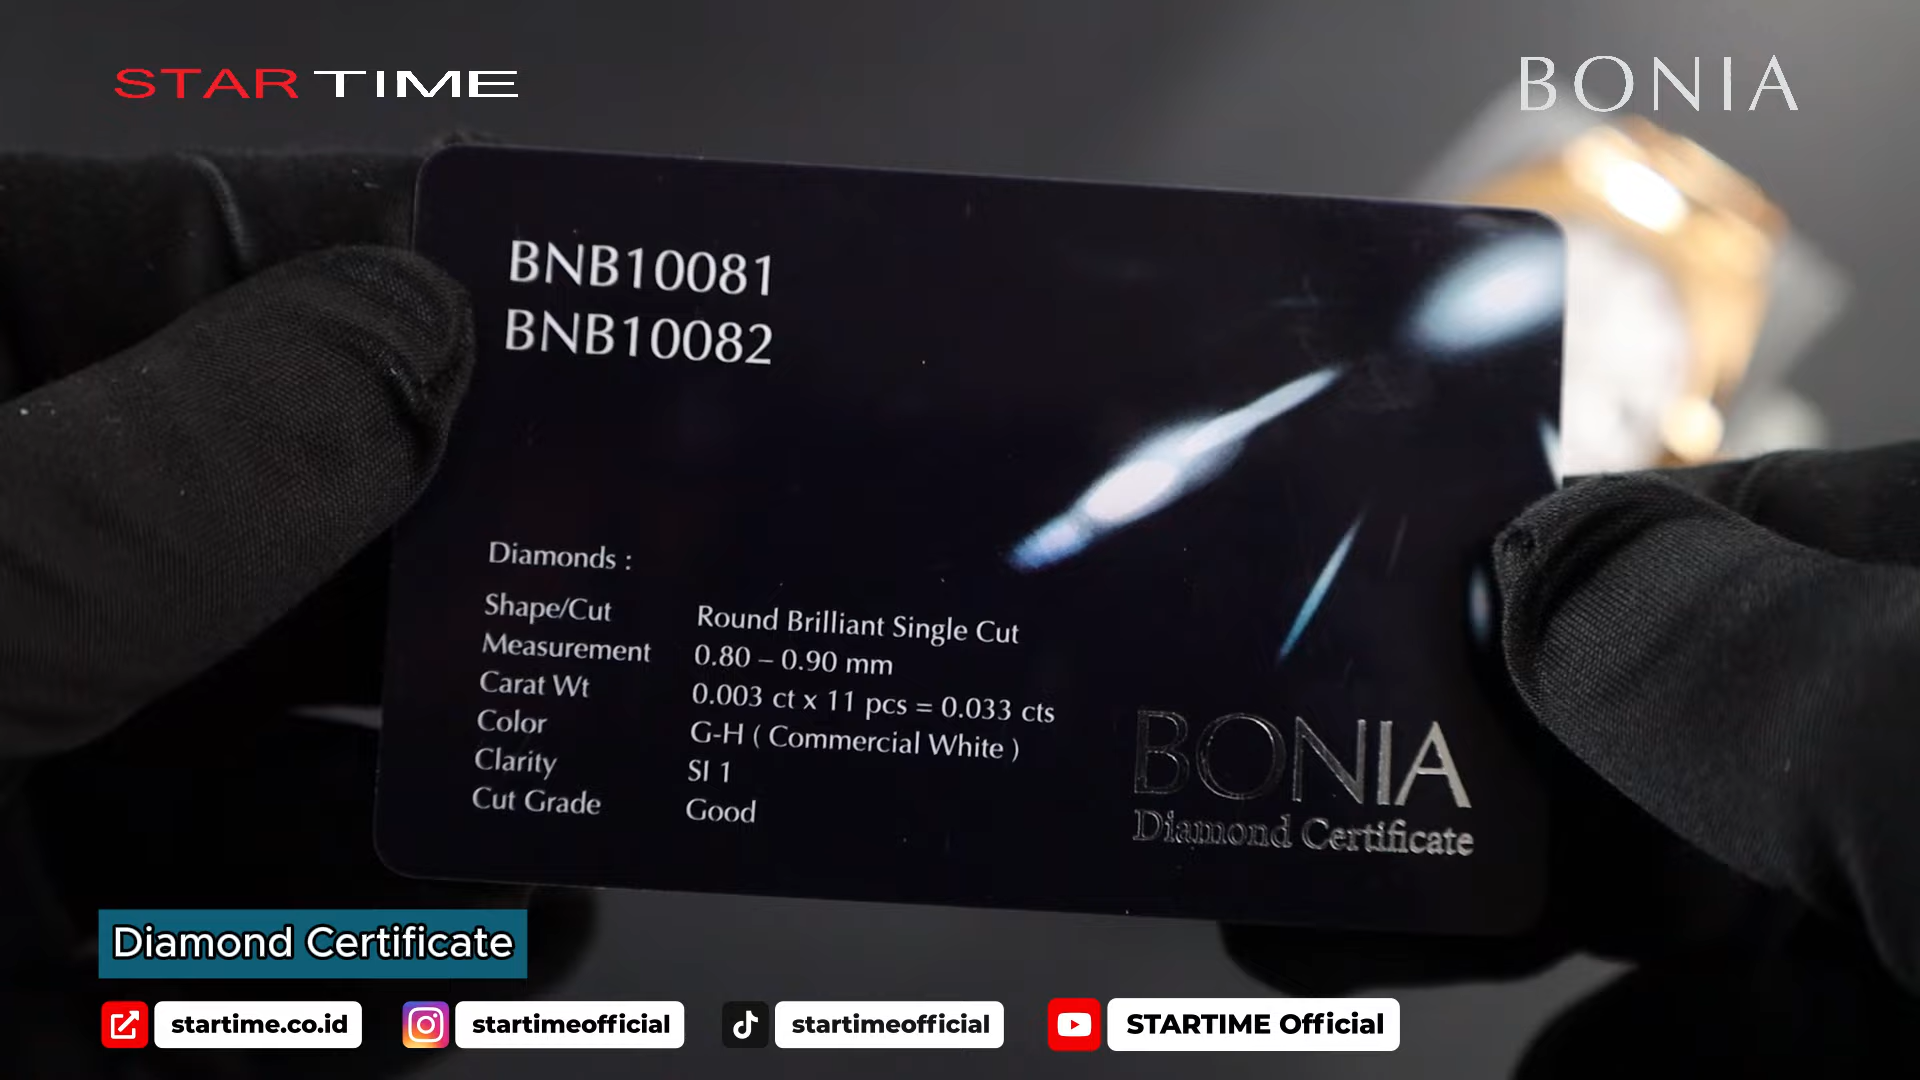 STARTIME
BONIA
BNB10081
BNB10082
Diamonds :
Shape/Cut Round Brilliant Single Cut
Measurement 0.80 – 0.90 mm
Carat Wt 0.003 ct x 11 pcs = 0.033 cts
Color G-H ( Commercial White )
Clarity SI 1
Cut Grade Good
BONIA
Diamond Certificate
Diamond Certificate
startime.co.id startimeofficial startimeofficial STARTIME Official